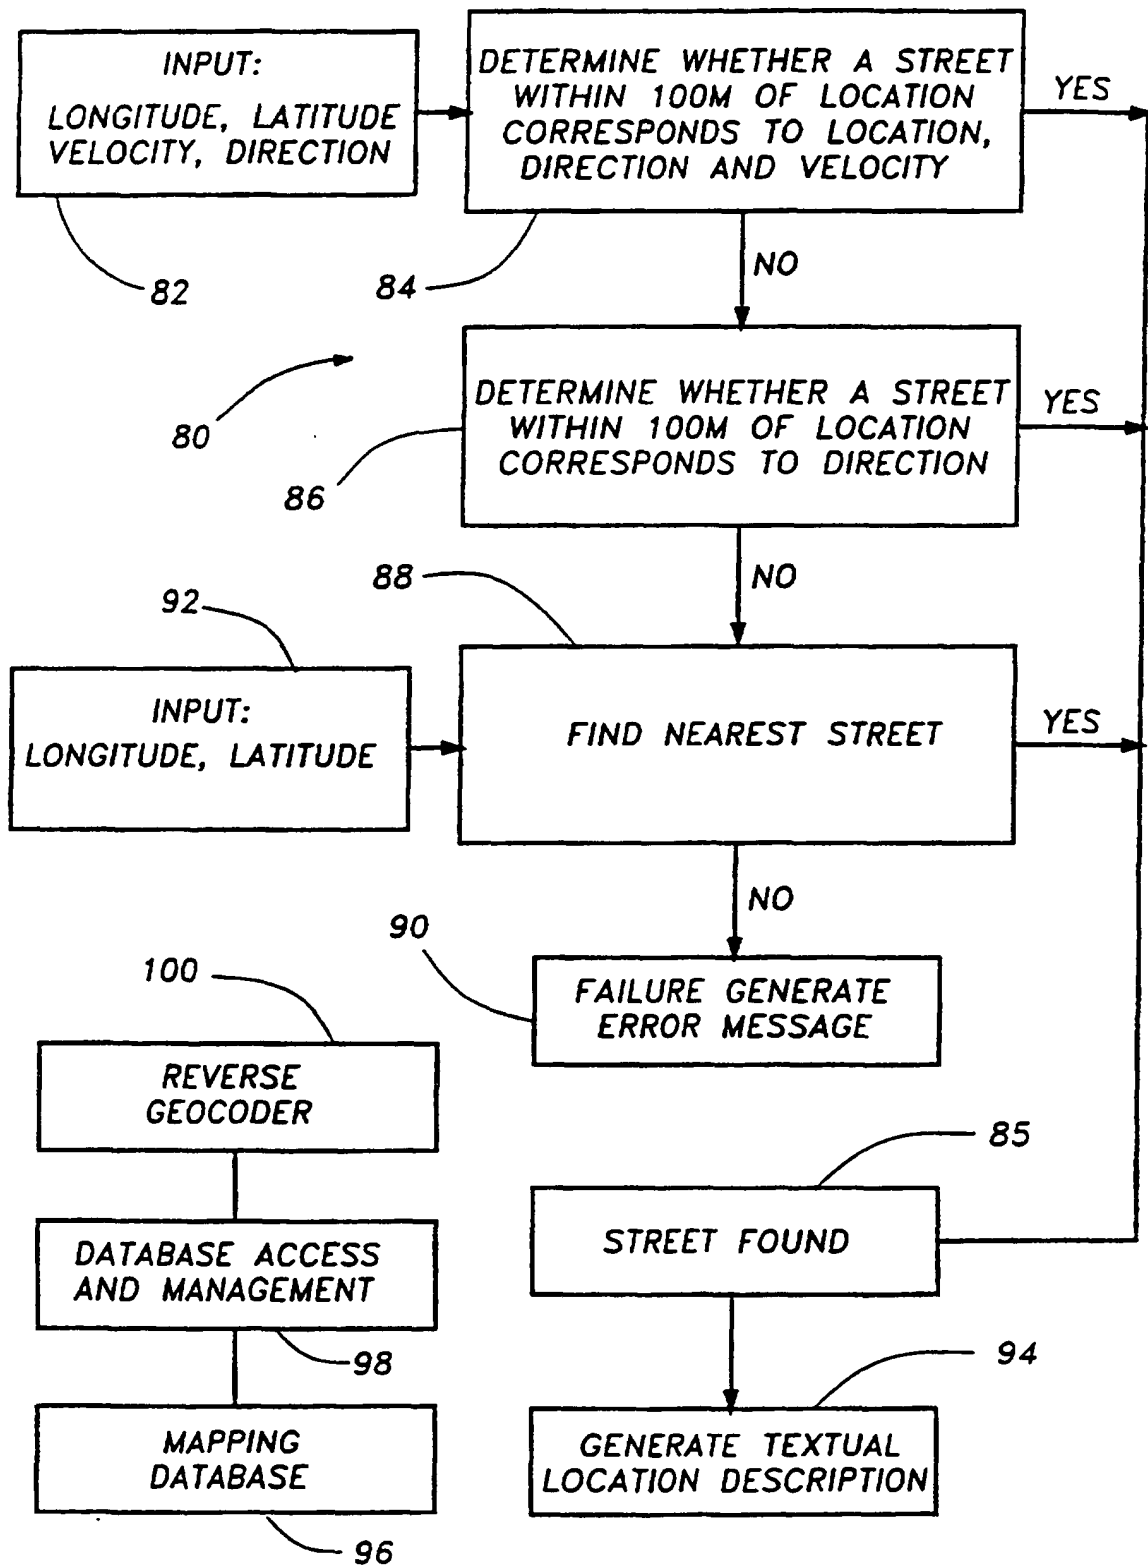 INPUT:
LONGITUDE, LATITUDE
VELOCITY, DIRECTION
82
DETERMINE WHETHER A STREET
WITHIN 100M OF LOCATION
CORRESPONDS TO LOCATION,
DIRECTION AND VELOCITY
84
YES
NO
80
DETERMINE WHETHER A STREET
WITHIN 100M OF LOCATION
CORRESPONDS TO DIRECTION
86
YES
NO
88
92
INPUT:
LONGITUDE, LATITUDE
FIND NEAREST STREET
YES
NO
90
FAILURE GENERATE
ERROR MESSAGE
100
REVERSE
GEOCODER
85
STREET FOUND
DATABASE ACCESS
AND MANAGEMENT
98
94
MAPPING
DATABASE
96
GENERATE TEXTUAL
LOCATION DESCRIPTION